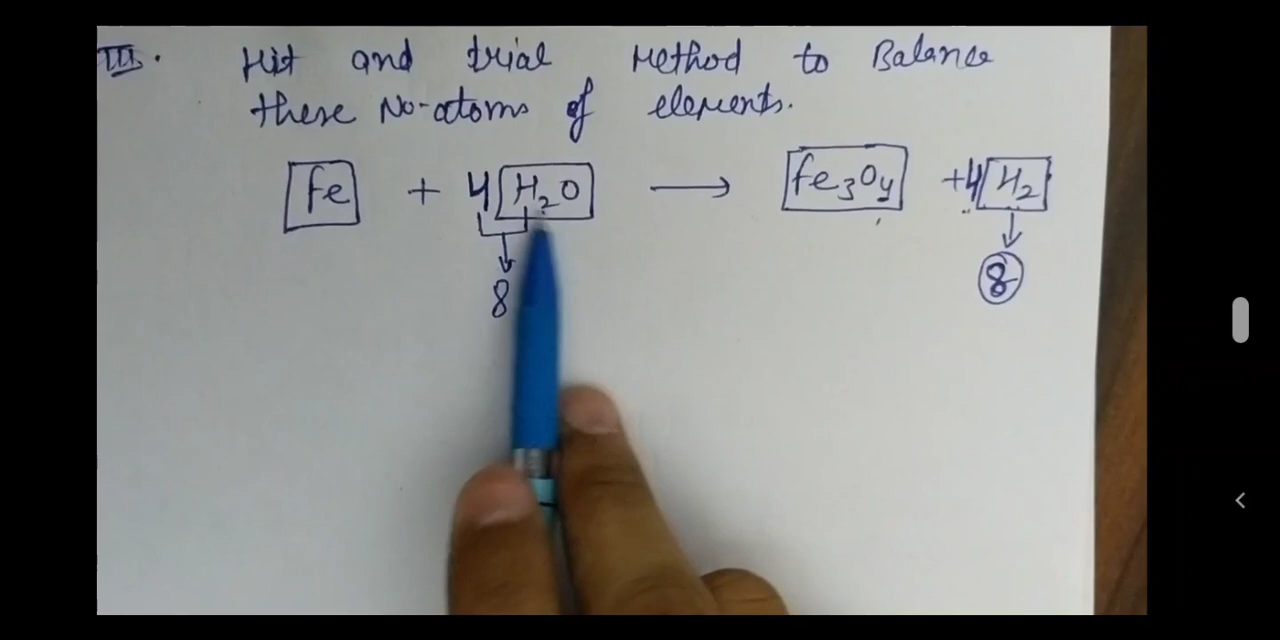 III. Hit and trial Method to Balance
these No-atoms of elements.
Fe + 4 H₂O → Fe₃O₄ + 4 H₂
8 8